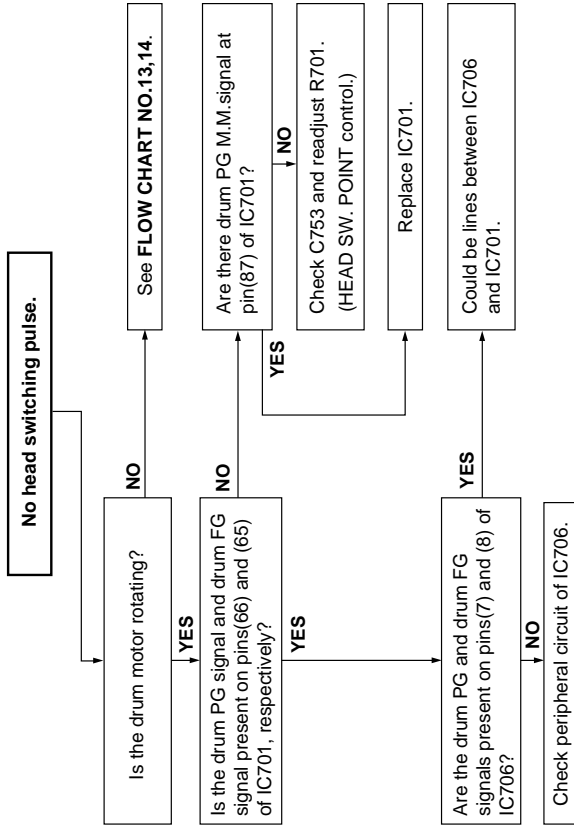 No head switching pulse.
Is the drum motor rotating?
NO
See FLOW CHART NO.13,14.
YES
Is the drum PG signal and drum FG
signal present on pins(66) and (65)
of IC701, respectively?
NO
Are there drum PG M.M.signal at
pin(87) of IC701?
NO
Check C753 and readjust R701.
(HEAD SW. POINT control.)
YES
Replace IC701.
YES
Are the drum PG and drum FG
signals present on pins(7) and (8) of
IC706?
YES
Could be lines between IC706
and IC701.
NO
Check peripheral circuit of IC706.